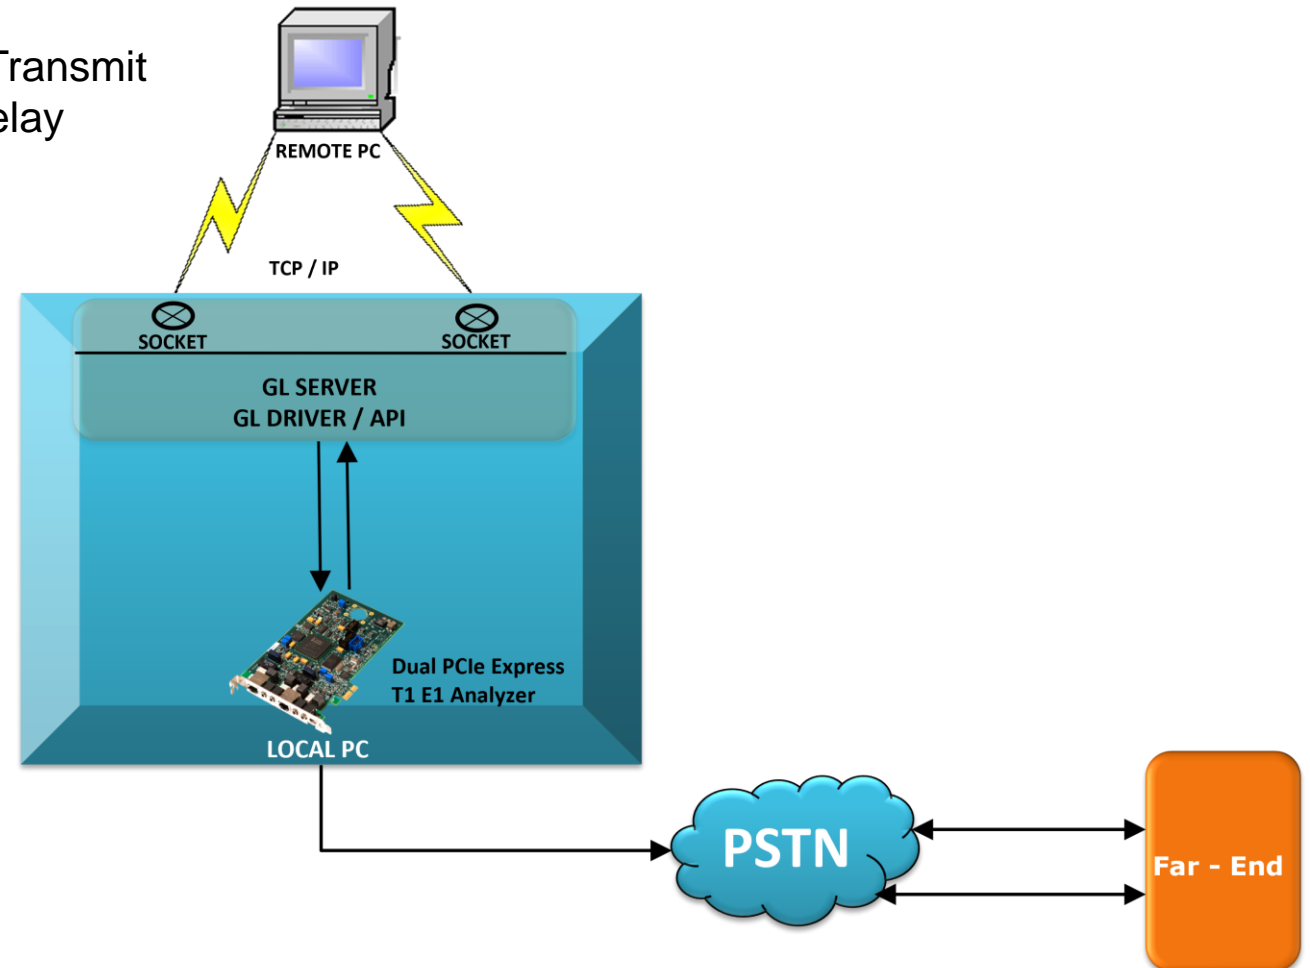 Transmit
elay
REMOTE PC
TCP / IP
SOCKET
SOCKET
GL SERVER
GL DRIVER / API
Dual PCIe Express
T1 E1 Analyzer
LOCAL PC
PSTN
Far - End